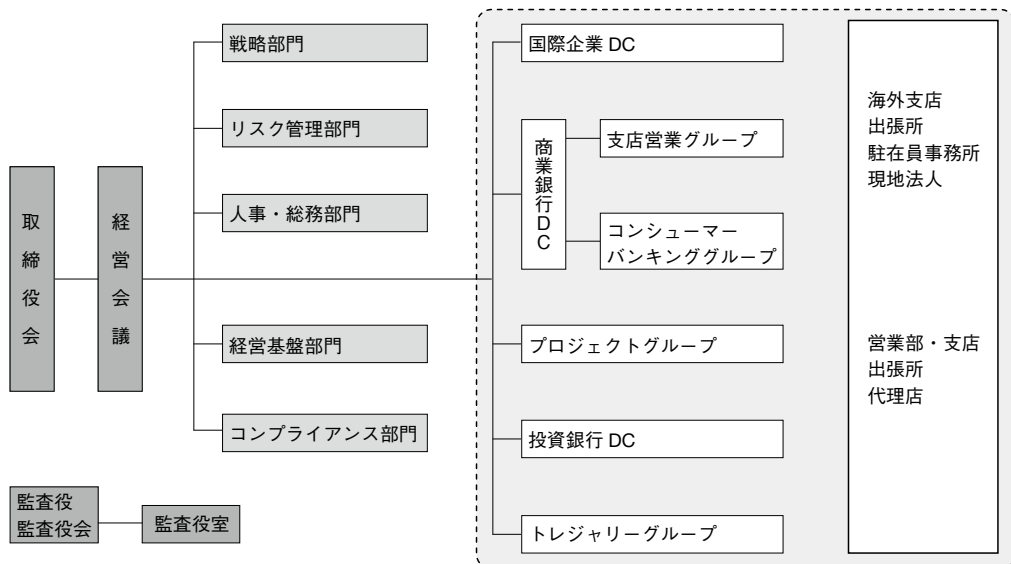 取締役会
経営会議
監査役
監査役会
監査役室
戦略部門
リスク管理部門
人事・総務部門
経営基盤部門
コンプライアンス部門
国際企業 DC
商業銀行DC
支店営業グループ
コンシューマー
バンキンググループ
プロジェクトグループ
投資銀行 DC
トレジャリーグループ
海外支店
出張所
駐在員事務所
現地法人
営業部・支店
出張所
代理店